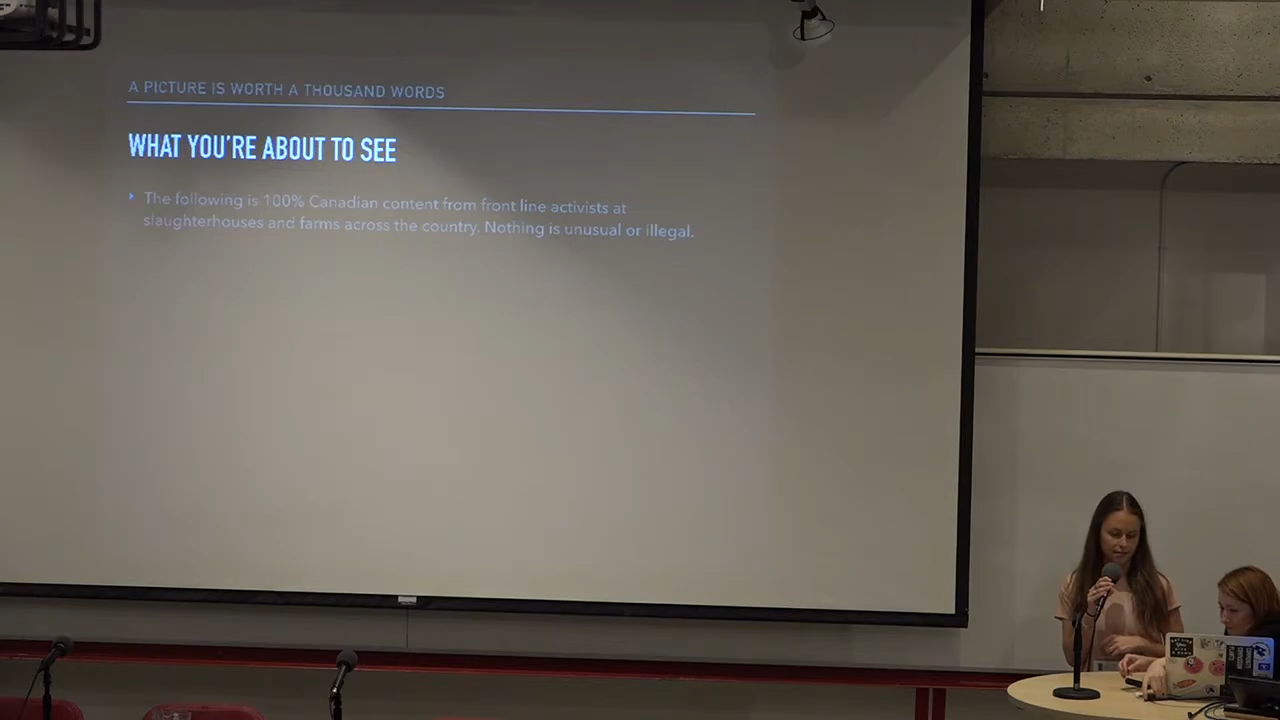 A PICTURE IS WORTH A THOUSAND WORDS
WHAT YOU'RE ABOUT TO SEE
The following is 100% Canadian content from front line activists at
slaughterhouses and farms across the country. Nothing is unusual or illegal.